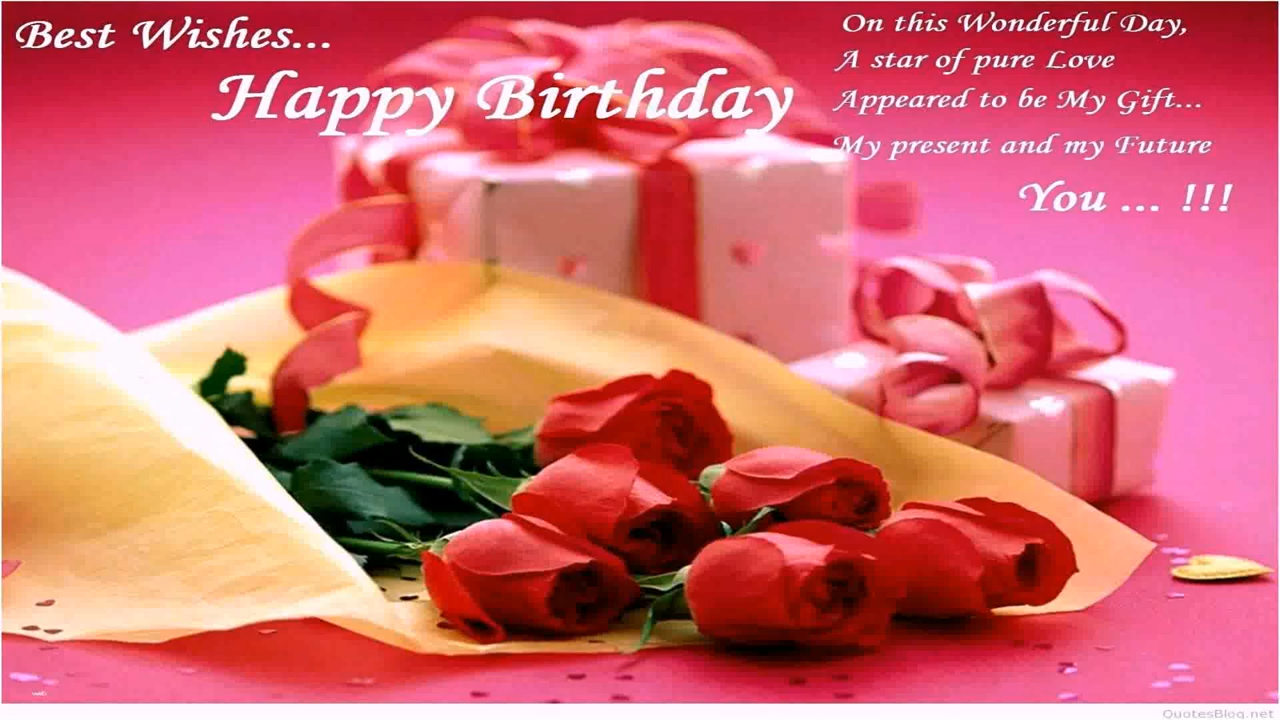 Best Wishes...
Happy Birthday
On this Wonderful Day,
A star of pure Love
Appeared to be My Gift...
My present and my Future
You ... !!!
QuotesBlog.net